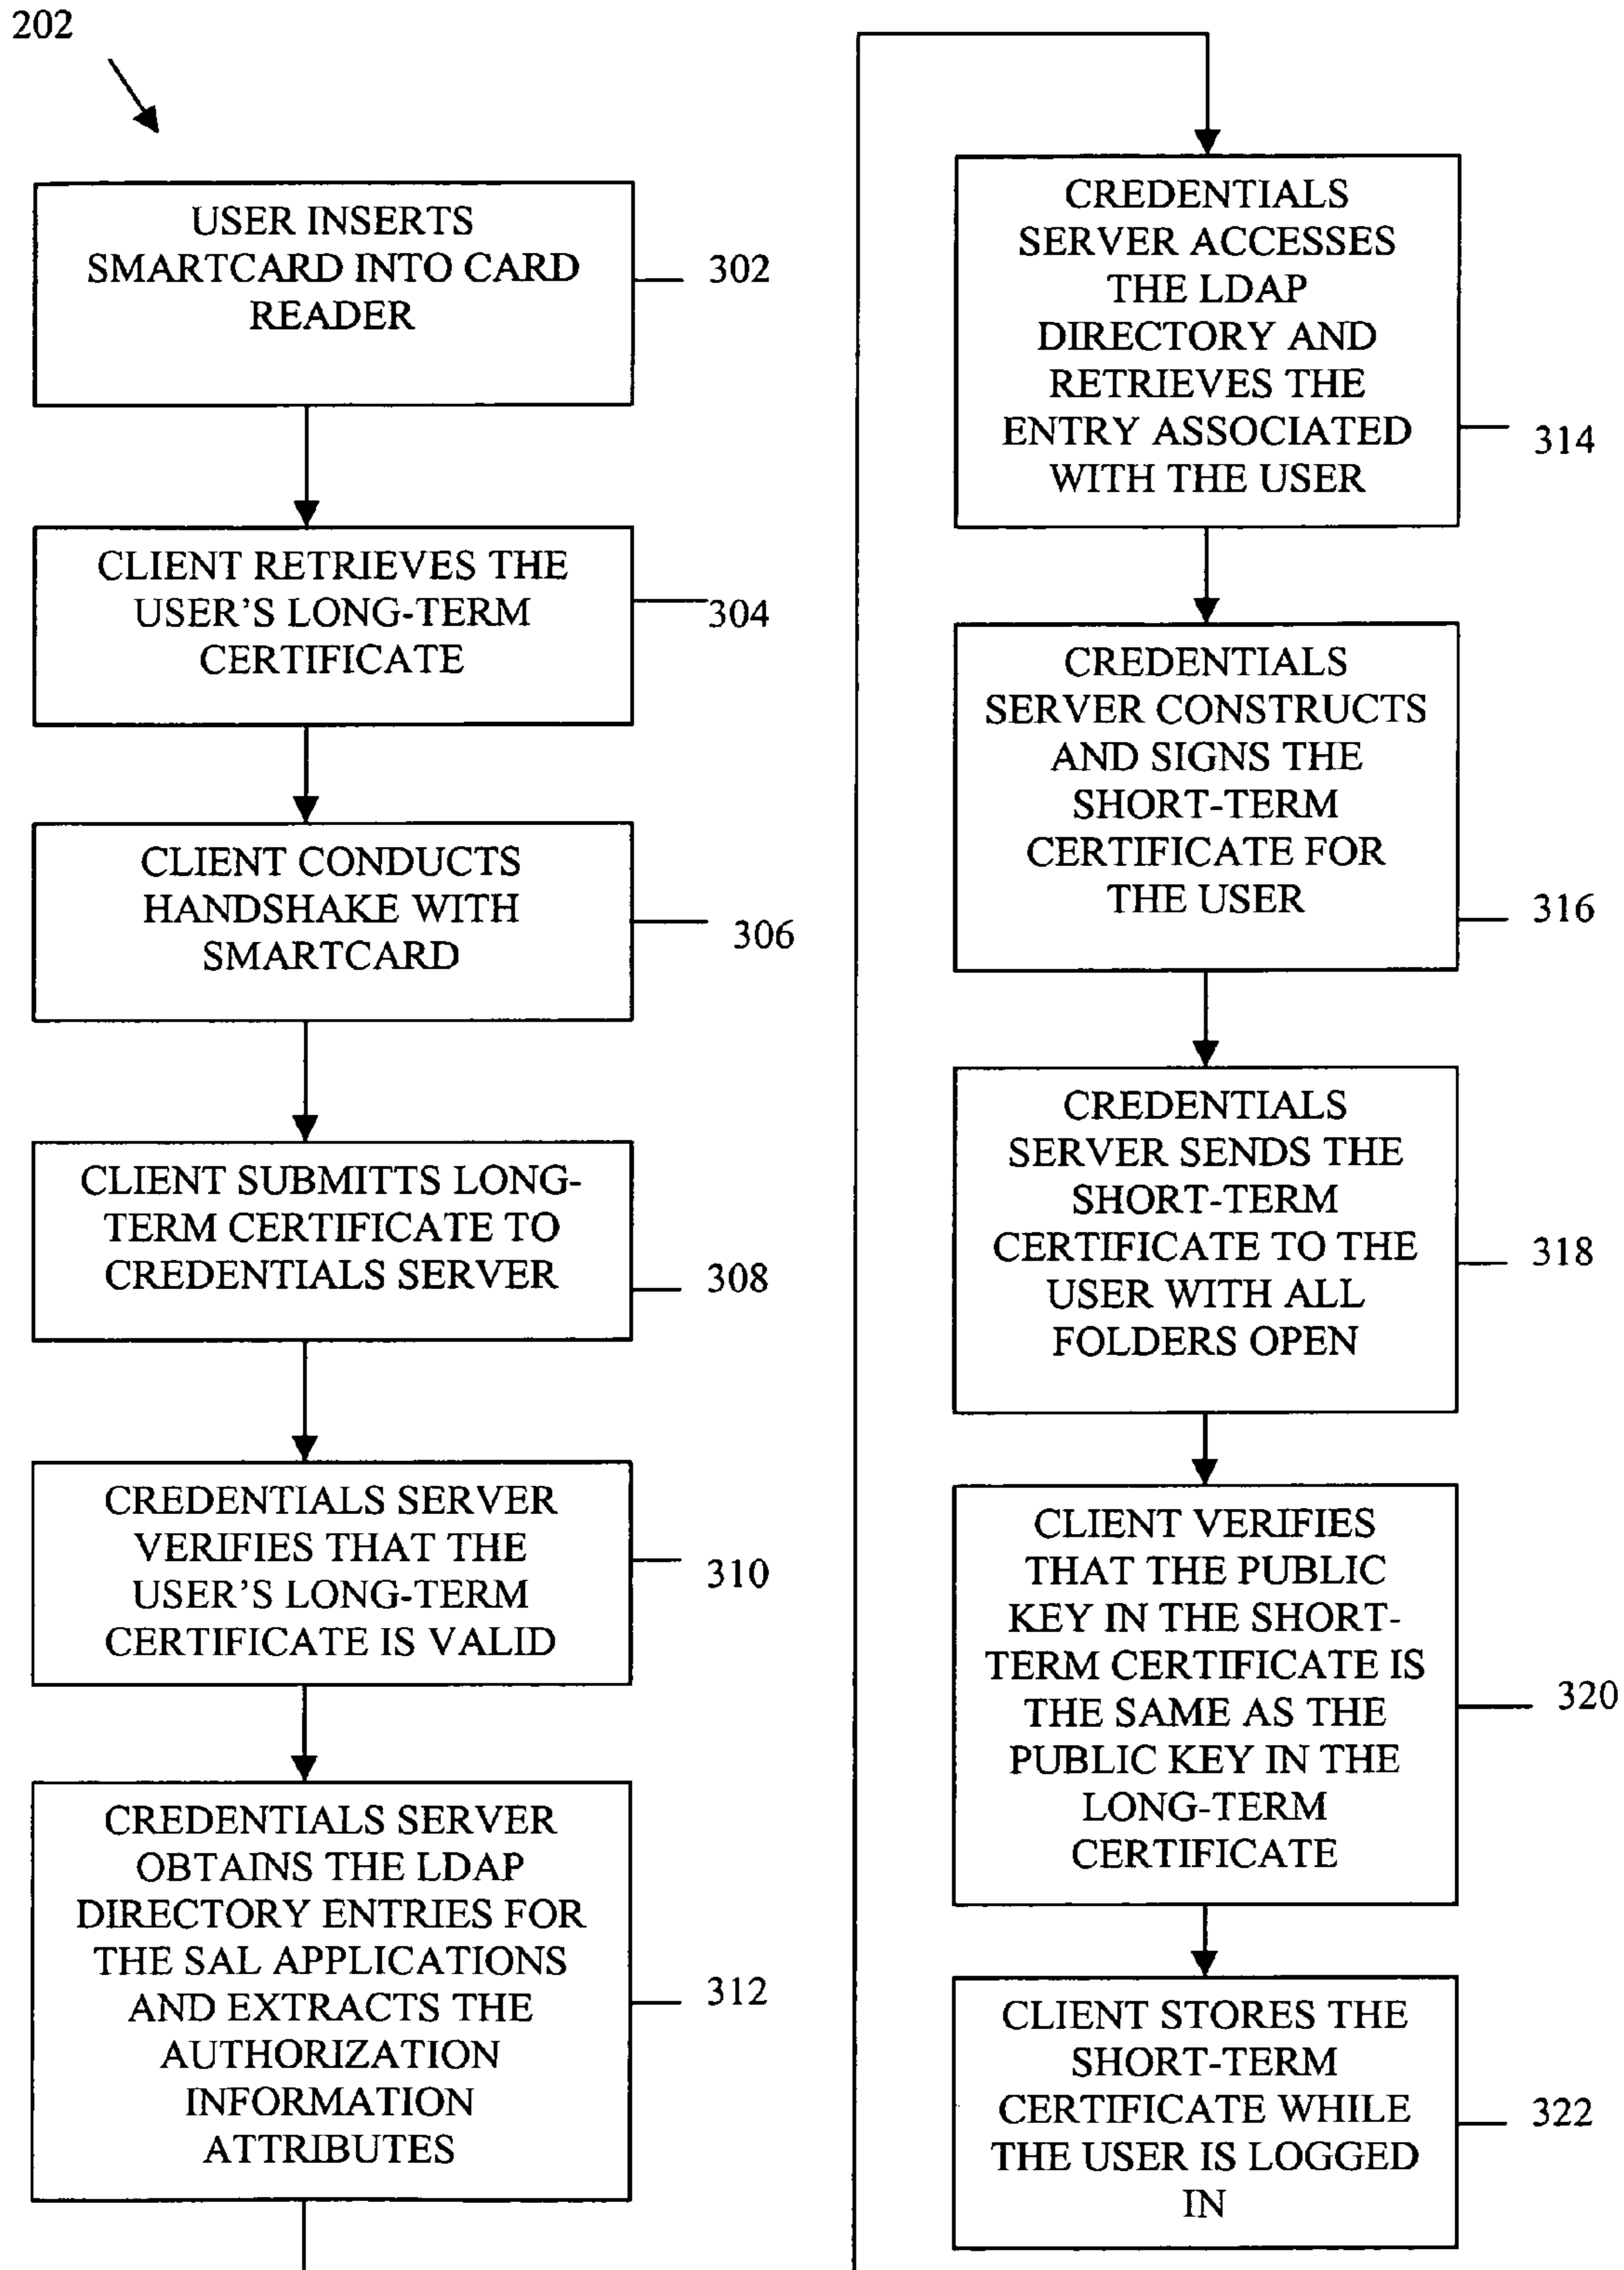 202
USER INSERTS
SMARTCARD INTO CARD
READER
302
CLIENT RETRIEVES THE
USER'S LONG-TERM
CERTIFICATE
304
CLIENT CONDUCTS
HANDSHAKE WITH
SMARTCARD
306
CLIENT SUBMITTS LONG-
TERM CERTIFICATE TO
CREDENTIALS SERVER
308
CREDENTIALS SERVER
VERIFIES THAT THE
USER'S LONG-TERM
CERTIFICATE IS VALID
310
CREDENTIALS SERVER
OBTAINS THE LDAP
DIRECTORY ENTRIES FOR
THE SAL APPLICATIONS
AND EXTRACTS THE
AUTHORIZATION
INFORMATION
ATTRIBUTES
312
CREDENTIALS
SERVER ACCESSES
THE LDAP
DIRECTORY AND
RETRIEVES THE
ENTRY ASSOCIATED
WITH THE USER
314
CREDENTIALS
SERVER CONSTRUCTS
AND SIGNS THE
SHORT-TERM
CERTIFICATE FOR
THE USER
316
CREDENTIALS
SERVER SENDS THE
SHORT-TERM
CERTIFICATE TO THE
USER WITH ALL
FOLDERS OPEN
318
CLIENT VERIFIES
THAT THE PUBLIC
KEY IN THE SHORT-
TERM CERTIFICATE IS
THE SAME AS THE
PUBLIC KEY IN THE
LONG-TERM
CERTIFICATE
320
CLIENT STORES THE
SHORT-TERM
CERTIFICATE WHILE
THE USER IS LOGGED
IN
322